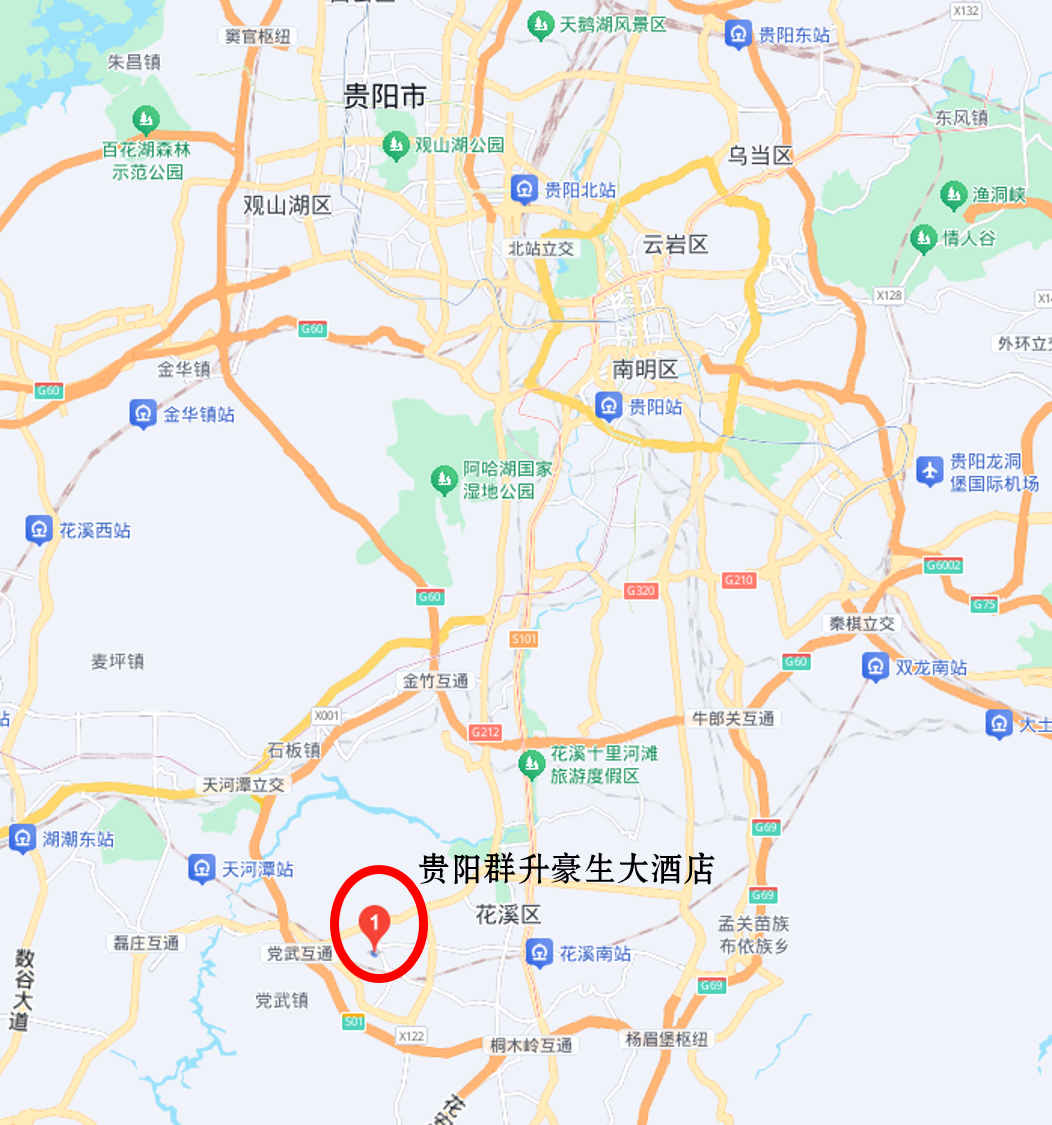 X132
窦官枢纽
天鹅湖风景区
贵阳东站
朱昌镇
贵阳市
百花湖森林
示范公园
观山湖公园
东风镇
乌当区
贵阳北站
渔洞峡
观山湖区
北站立交
云岩区
情人谷
X128
G60
外环立交
金华镇
南明区
G60
金华镇站
贵阳站
阿哈湖国家
湿地公园
贵阳龙洞
堡国际机场
花溪西站
G6002
G60
G320
G210
G75
秦棋立交
S101
麦坪镇
G60
双龙南站
金竹互通
X001
牛郎关互通
站
大土
G212
石板镇
花溪十里河滩
旅游度假区
天河潭立交
G69
湖潮东站
天河潭站
贵阳群升豪生大酒店
G69
1
花溪区
孟关苗族
布依族乡
磊庄互通
党武互通
花溪南站
数谷大道
G69
党武镇
S01
X122
桐木岭互通
杨眉堡枢纽
花